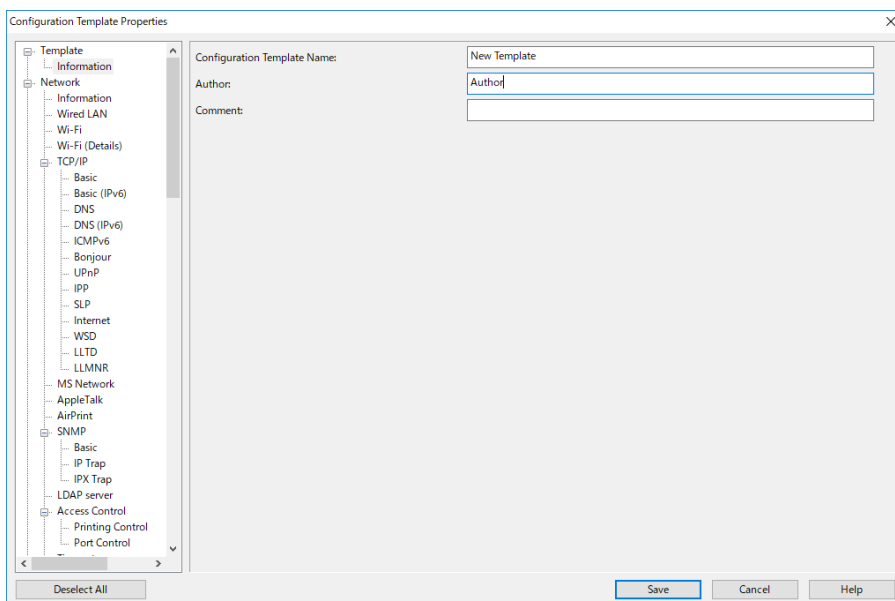 Configuration Template Properties
Template
Information
Network
Information
Wired LAN
Wi-Fi
Wi-Fi (Details)
TCP/IP
Basic
Basic (IPv6)
DNS
DNS (IPv6)
ICMPv6
Bonjour
UPnP
IPP
SLP
Internet
WSD
LLTD
LLMNR
MS Network
AppleTalk
AirPrint
SNMP
Basic
IP Trap
IPX Trap
LDAP server
Access Control
Printing Control
Port Control
Configuration Template Name: New Template
Author: Author
Comment:
Deselect All Save Cancel Help